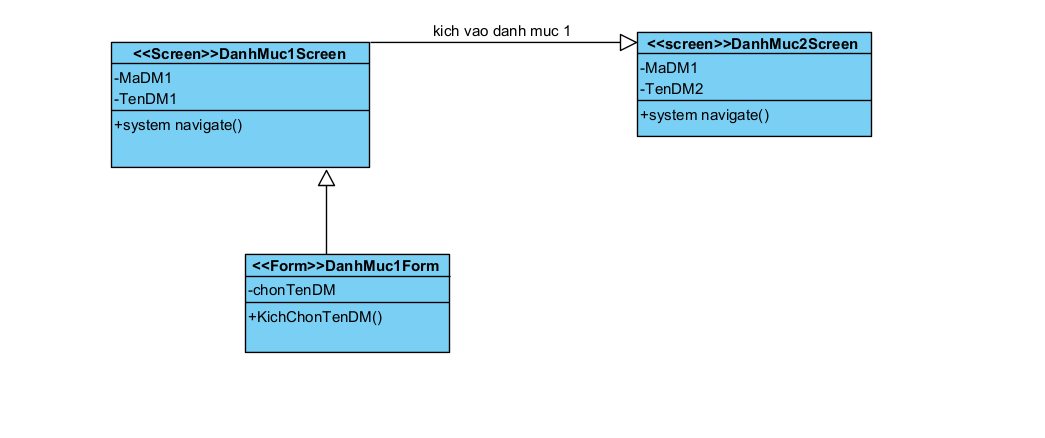 kich vao danh muc 1
<<Screen>>DanhMuc1Screen
-MaDM1
-TenDM1
+system navigate()
<<screen>>DanhMuc2Screen
-MaDM1
-TenDM2
+system navigate()
<<Form>>DanhMuc1Form
-chonTenDM
+KichChonTenDM()